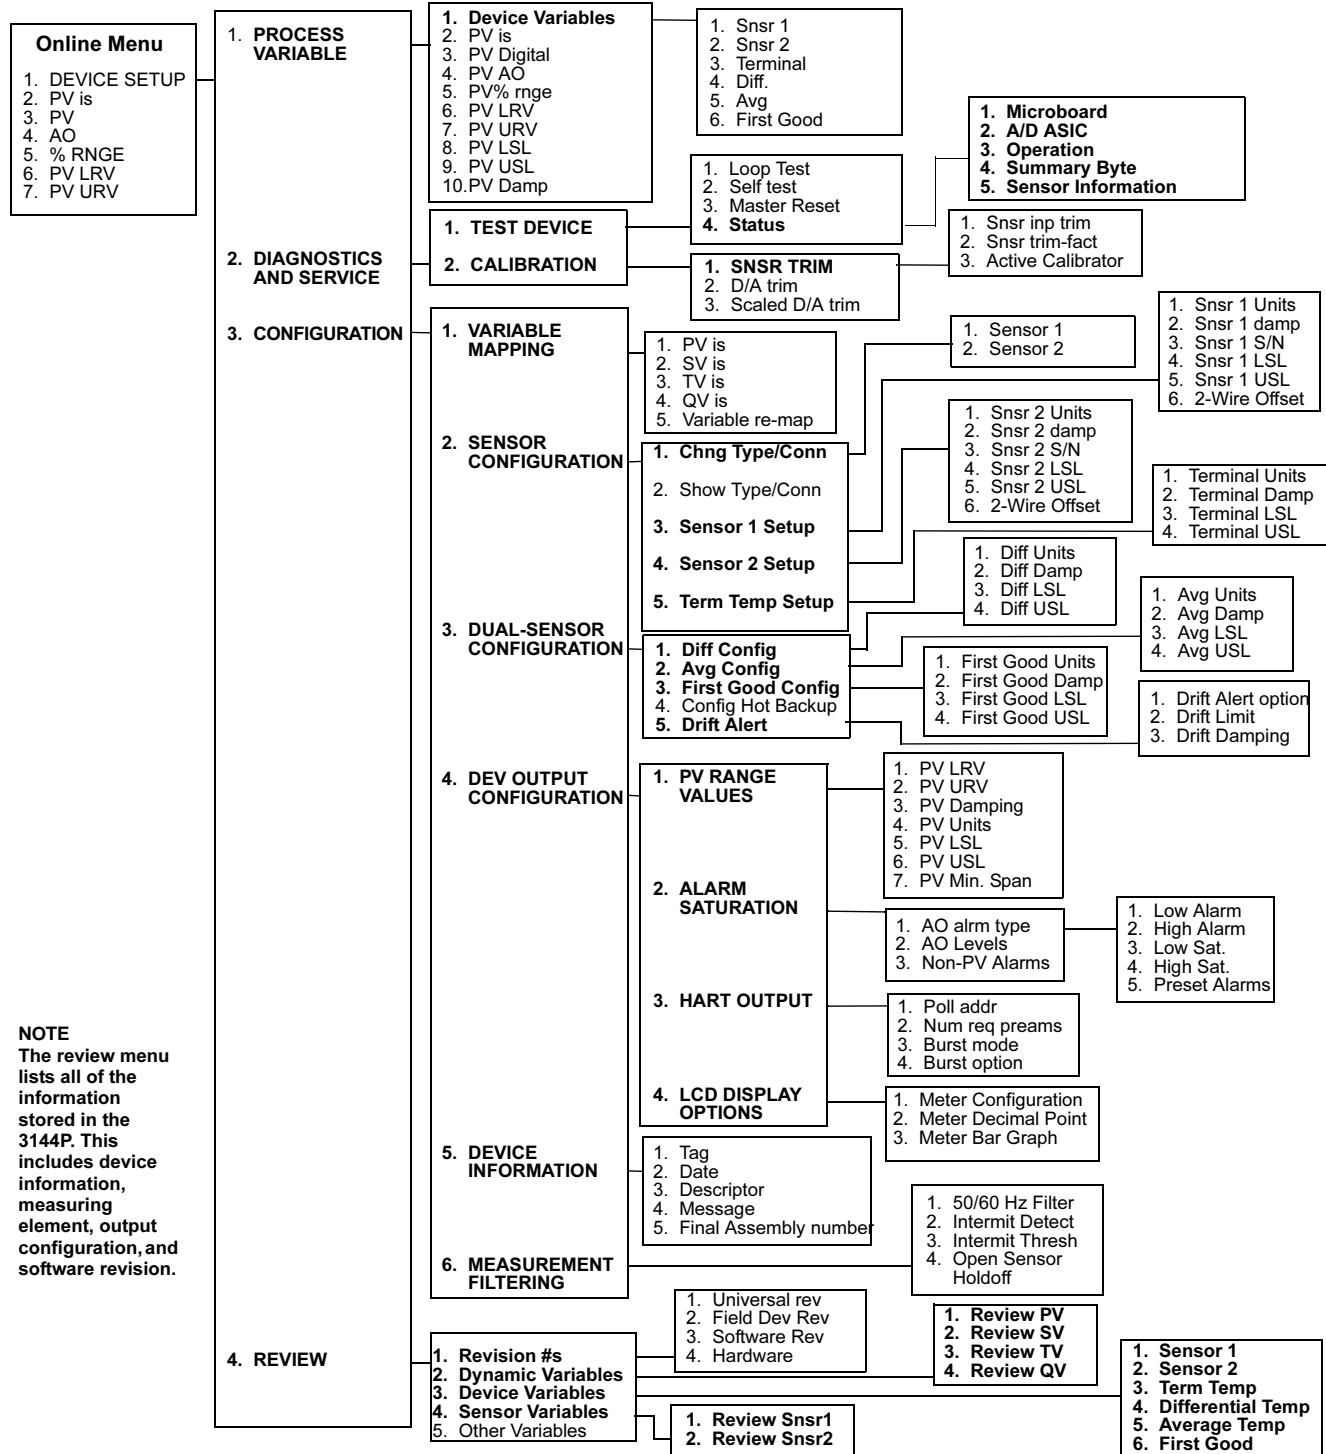 Online Menu
1. DEVICE SETUP
2. PV is
3. PV
4. AO
5. % RNGE
6. PV LRV
7. PV URV
1. PROCESS
VARIABLE
1. Device Variables
2. PV is
3. PV Digital
4. PV AO
5. PV% rnge
6. PV LRV
7. PV URV
8. PV LSL
9. PV USL
10.PV Damp
1. Snsr 1
2. Snsr 2
3. Terminal
4. Diff.
5. Avg
6. First Good
2. DIAGNOSTICS
AND SERVICE
1. TEST DEVICE
2. CALIBRATION
1. Loop Test
2. Self test
3. Master Reset
4. Status
1. Microboard
2. A/D ASIC
3. Operation
4. Summary Byte
5. Sensor Information
1. SNSR TRIM
2. D/A trim
3. Scaled D/A trim
1. Snsr inp trim
2. Snsr trim-fact
3. Active Calibrator
3. CONFIGURATION
1. VARIABLE
MAPPING
1. PV is
2. SV is
3. TV is
4. QV is
5. Variable re-map
2. SENSOR
CONFIGURATION
1. Chng Type/Conn
2. Show Type/Conn
3. Sensor 1 Setup
4. Sensor 2 Setup
5. Term Temp Setup
1. Sensor 1
2. Sensor 2
1. Snsr 1 Units
2. Snsr 1 damp
3. Snsr 1 S/N
4. Snsr 1 LSL
5. Snsr 1 USL
6. 2-Wire Offset
1. Snsr 2 Units
2. Snsr 2 damp
3. Snsr 2 S/N
4. Snsr 2 LSL
5. Snsr 2 USL
6. 2-Wire Offset
1. Terminal Units
2. Terminal Damp
3. Terminal LSL
4. Terminal USL
3. DUAL-SENSOR
CONFIGURATION
1. Diff Config
2. Avg Config
3. First Good Config
4. Config Hot Backup
5. Drift Alert
1. Diff Units
2. Diff Damp
3. Diff LSL
4. Diff USL
1. Avg Units
2. Avg Damp
3. Avg LSL
4. Avg USL
1. First Good Units
2. First Good Damp
3. First Good LSL
4. First Good USL
1. Drift Alert option
2. Drift Limit
3. Drift Damping
4. DEV OUTPUT
CONFIGURATION
1. PV RANGE
VALUES
1. PV LRV
2. PV URV
3. PV Damping
4. PV Units
5. PV LSL
6. PV USL
7. PV Min. Span
2. ALARM
SATURATION
1. AO alrm type
2. AO Levels
3. Non-PV Alarms
1. Low Alarm
2. High Alarm
3. Low Sat.
4. High Sat.
5. Preset Alarms
3. HART OUTPUT
1. Poll addr
2. Num req preams
3. Burst mode
4. Burst option
4. LCD DISPLAY
OPTIONS
1. Meter Configuration
2. Meter Decimal Point
3. Meter Bar Graph
5. DEVICE
INFORMATION
1. Tag
2. Date
3. Descriptor
4. Message
5. Final Assembly number
6. MEASUREMENT
FILTERING
1. 50/60 Hz Filter
2. Intermit Detect
3. Intermit Thresh
4. Open Sensor
Holdoff
4. REVIEW
1. Revision #s
2. Dynamic Variables
3. Device Variables
4. Sensor Variables
5. Other Variables
1. Universal rev
2. Field Dev Rev
3. Software Rev
4. Hardware
1. Review PV
2. Review SV
3. Review TV
4. Review QV
1. Sensor 1
2. Sensor 2
3. Term Temp
4. Differential Temp
5. Average Temp
6. First Good
1. Review Snsr1
2. Review Snsr2
NOTE
The review menu
lists all of the
information
stored in the
3144P. This
includes device
information,
measuring
element, output
configuration, and
software revision.